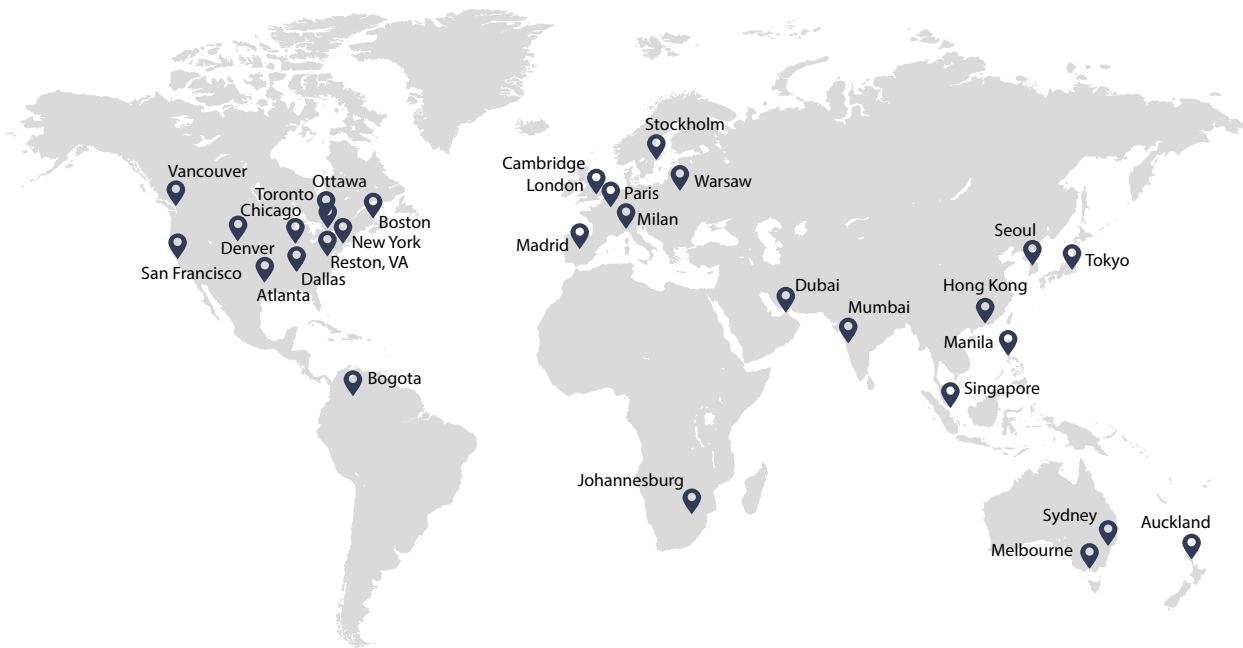 Stockholm
Cambridge
London
Vancouver
Ottawa
Toronto
Chicago
Paris
Warsaw
Milan
Boston
New York
Denver
Reston, VA
San Francisco
Dallas
Atlanta
Madrid
Seoul
Tokyo
Dubai
Hong Kong
Mumbai
Manila
Bogota
Singapore
Johannesburg
Sydney
Auckland
Melbourne